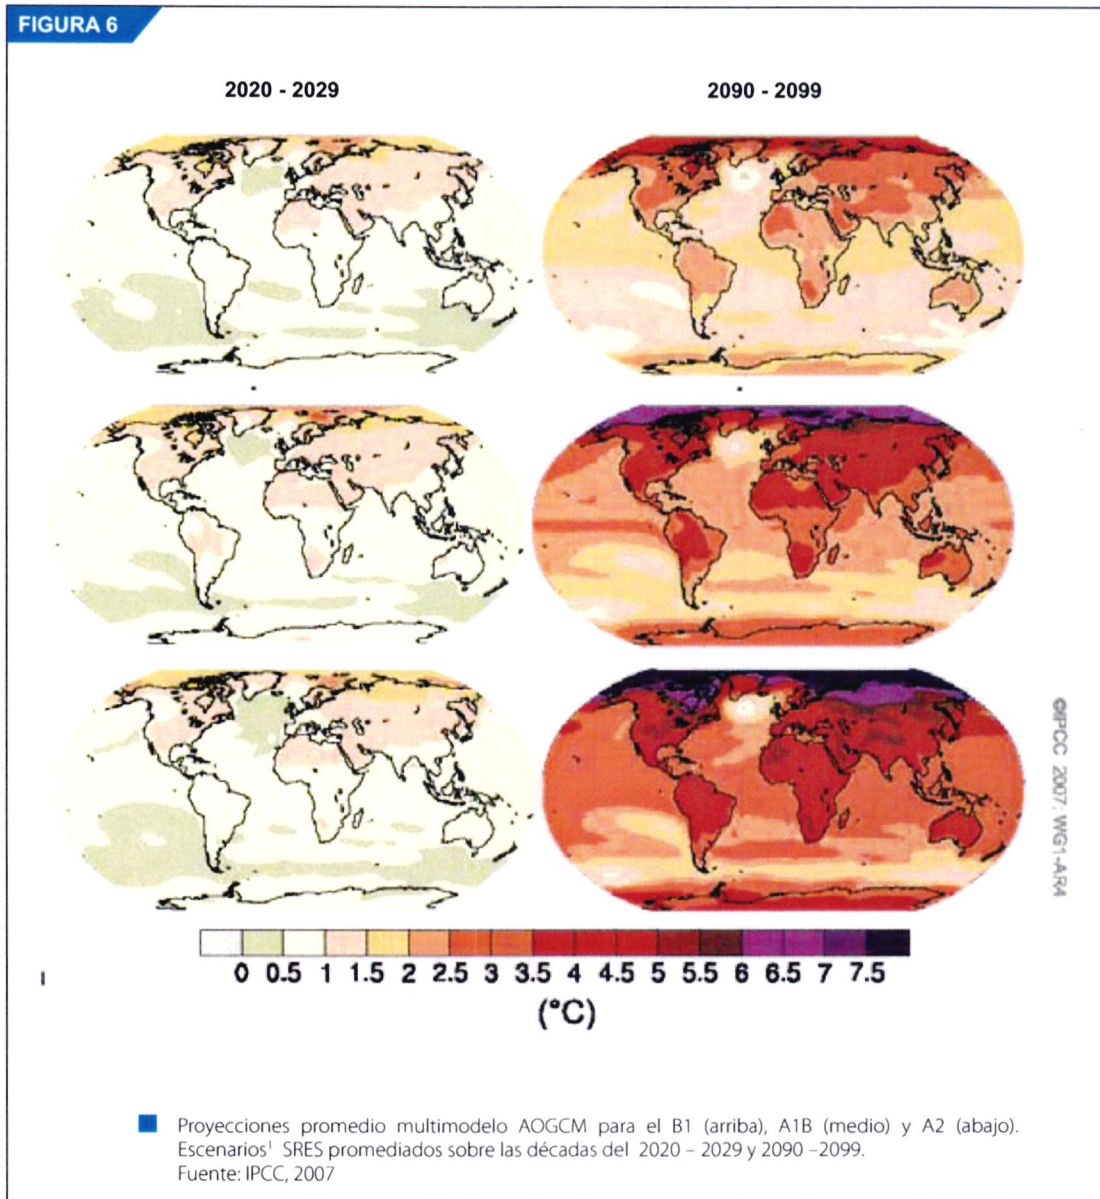 FIGURA 6
2020 - 2029
2090 - 2099
©IPCC 2007: WG1-AR4
0 0.5 1 1.5 2 2.5 3 3.5 4 4.5 5 5.5 6 6.5 7 7.5
(°C)
Proyecciones promedio multimodelo AOGCM para el B1 (arriba), A1B (medio) y A2 (abajo).
Escenarios¹ SRES promediados sobre las décadas del 2020 – 2029 y 2090 –2099.
Fuente: IPCC, 2007